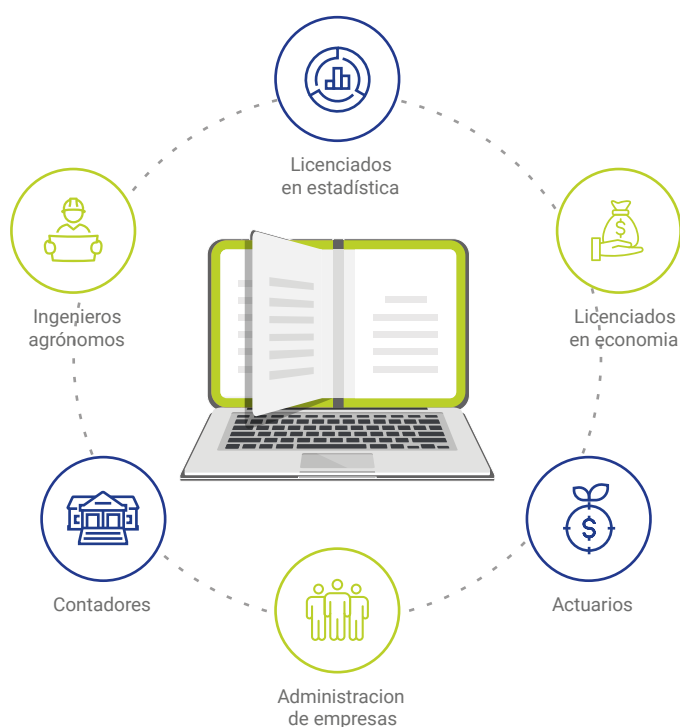 Licenciados
en estadística
Ingenieros
agrónomos
Licenciados
en economia
Contadores
Actuarios
Administracion
de empresas